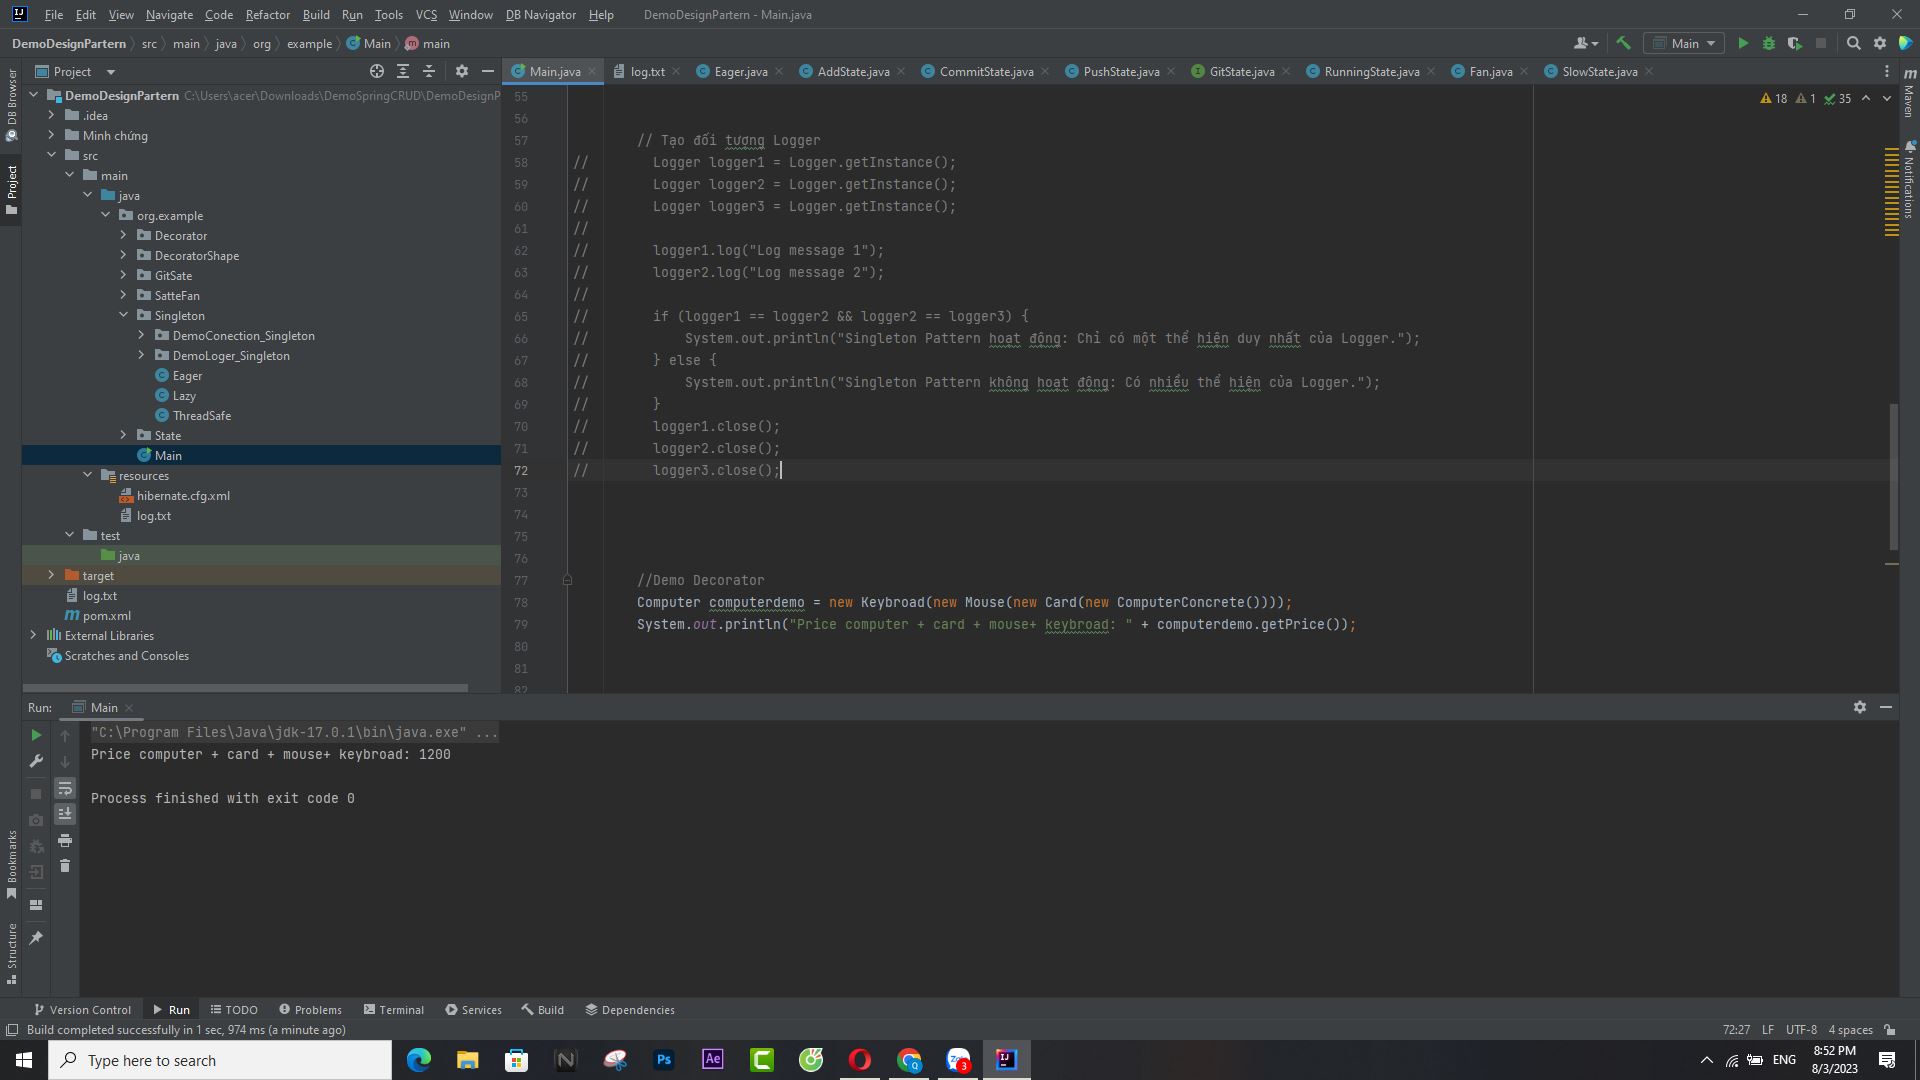 File Edit View Navigate Code Refactor Build Run Tools VCS Window DB Navigator Help DemoDesignPartern - Main.java
DemoDesignPartern src main java org example Main main
Main
Project
Main.java log.txt Eager.java AddState.java CommitState.java PushState.java GitState.java RunningState.java Fan.java SlowState.java
DB Browser
Project
Bookmarks
Structure
Maven
Notifications
DemoDesignPartern C:\Users\acer\Downloads\DemoSpringCRUD\DemoDesignP
.idea
Minh chứng
src
main
java
org.example
Decorator
DecoratorShape
GitSate
SatteFan
Singleton
DemoConection_Singleton
DemoLoger_Singleton
Eager
Lazy
ThreadSafe
State
Main
resources
hibernate.cfg.xml
log.txt
test
java
target
log.txt
pom.xml
External Libraries
Scratches and Consoles
18 1 35
55
56
57 // Tạo đối tượng Logger
58 // Logger logger1 = Logger.getInstance();
59 // Logger logger2 = Logger.getInstance();
60 // Logger logger3 = Logger.getInstance();
61 //
62 // logger1.log("Log message 1");
63 // logger2.log("Log message 2");
64 //
65 // if (logger1 == logger2 && logger2 == logger3) {
66 // System.out.println("Singleton Pattern hoạt động: Chỉ có một thể hiện duy nhất của Logger.");
67 // } else {
68 // System.out.println("Singleton Pattern không hoạt động: Có nhiều thể hiện của Logger.");
69 // }
70 // logger1.close();
71 // logger2.close();
72 // logger3.close();
73
74
75
76
77 //Demo Decorator
78 Computer computerdemo = new Keybroad(new Mouse(new Card(new ComputerConcrete())));
79 System.out.println("Price computer + card + mouse+ keybroad: " + computerdemo.getPrice());
80
81
82
Run: Main
"C:\Program Files\Java\jdk-17.0.1\bin\java.exe" ...
Price computer + card + mouse+ keybroad: 1200
Process finished with exit code 0
Version Control Run TODO Problems Terminal Services Build Dependencies
Build completed successfully in 1 sec, 974 ms (a minute ago) 72:27 LF UTF-8 4 spaces
Type here to search
ENG
8:52 PM
8/3/2023